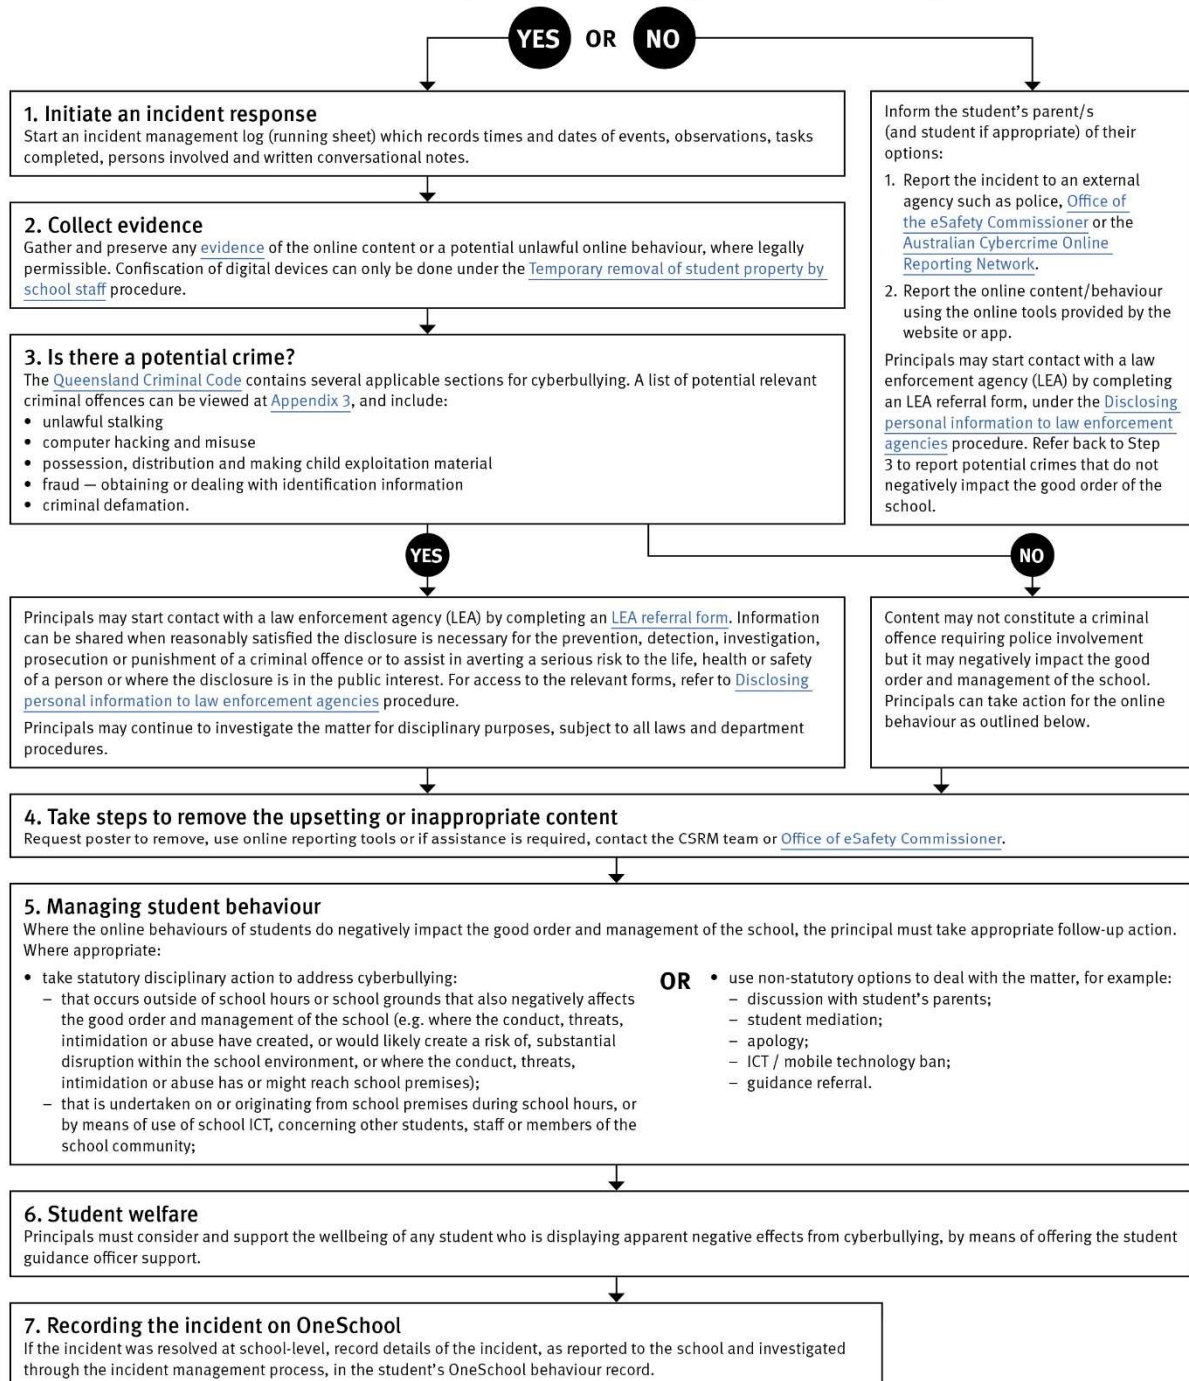 YES OR NO
1. Initiate an incident response
Start an incident management log (running sheet) which records times and dates of events, observations, tasks
completed, persons involved and written conversational notes.
2. Collect evidence
Gather and preserve any evidence of the online content or a potential unlawful online behaviour, where legally
permissible. Confiscation of digital devices can only be done under the Temporary removal of student property by
school staff procedure.
3. Is there a potential crime?
The Queensland Criminal Code contains several applicable sections for cyberbullying. A list of potential relevant
criminal offences can be viewed at Appendix 3, and include:
• unlawful stalking
• computer hacking and misuse
• possession, distribution and making child exploitation material
• fraud — obtaining or dealing with identification information
• criminal defamation.
Inform the student's parent/s
(and student if appropriate) of their
options:
1. Report the incident to an external
agency such as police, Office of
the eSafety Commissioner or the
Australian Cybercrime Online
Reporting Network.
2. Report the online content/behaviour
using the online tools provided by the
website or app.
Principals may start contact with a law
enforcement agency (LEA) by completing
an LEA referral form, under the Disclosing
personal information to law enforcement
agencies procedure. Refer back to Step
3 to report potential crimes that do not
negatively impact the good order of the
school.
YES
NO
Principals may start contact with a law enforcement agency (LEA) by completing an LEA referral form. Information
can be shared when reasonably satisfied the disclosure is necessary for the prevention, detection, investigation,
prosecution or punishment of a criminal offence or to assist in averting a serious risk to the life, health or safety
of a person or where the disclosure is in the public interest. For access to the relevant forms, refer to Disclosing
personal information to law enforcement agencies procedure.
Principals may continue to investigate the matter for disciplinary purposes, subject to all laws and department
procedures.
Content may not constitute a criminal
offence requiring police involvement
but it may negatively impact the good
order and management of the school.
Principals can take action for the online
behaviour as outlined below.
4. Take steps to remove the upsetting or inappropriate content
Request poster to remove, use online reporting tools or if assistance is required, contact the CSRM team or Office of eSafety Commissioner.
5. Managing student behaviour
Where the online behaviours of students do negatively impact the good order and management of the school, the principal must take appropriate follow-up action.
Where appropriate:
• take statutory disciplinary action to address cyberbullying:
– that occurs outside of school hours or school grounds that also negatively affects
the good order and management of the school (e.g. where the conduct, threats,
intimidation or abuse have created, or would likely create a risk of, substantial
disruption within the school environment, or where the conduct, threats,
intimidation or abuse has or might reach school premises);
– that is undertaken on or originating from school premises during school hours, or
by means of use of school ICT, concerning other students, staff or members of the
school community;
OR
• use non-statutory options to deal with the matter, for example:
– discussion with student's parents;
– student mediation;
– apology;
– ICT / mobile technology ban;
– guidance referral.
6. Student welfare
Principals must consider and support the wellbeing of any student who is displaying apparent negative effects from cyberbullying, by means of offering the student
guidance officer support.
7. Recording the incident on OneSchool
If the incident was resolved at school-level, record details of the incident, as reported to the school and investigated
through the incident management process, in the student's OneSchool behaviour record.